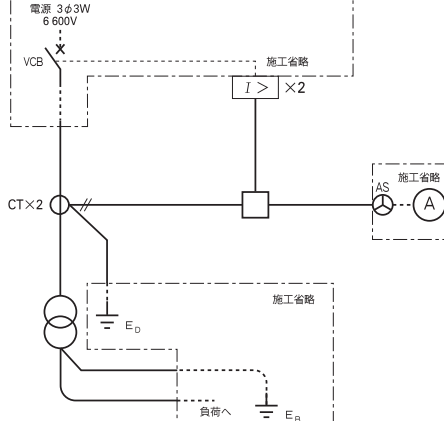 電源 3φ3W
6 600V
VCB
施工省略
I > ×2
施工省略
AS
CT×2
A
施工省略
E_D
負荷へ
E_B